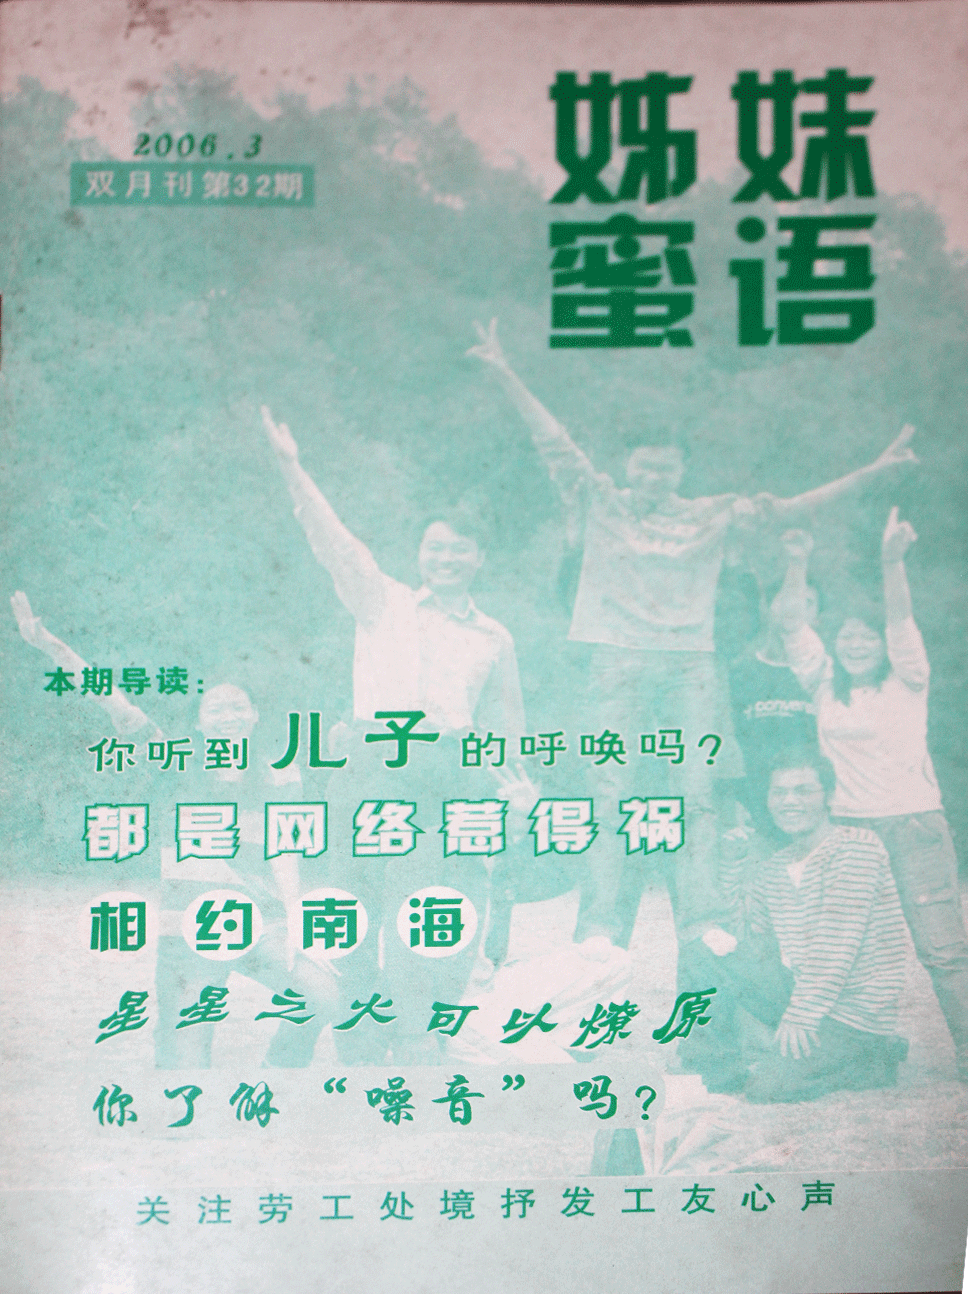 2006.3
双月刊第32期
姊妹
蜜语
本期导读:
你听到儿子的呼唤吗?
都是网络惹得祸
相约南海
星星之火可以燎原
你了解“噪音”吗?
关注劳工处境抒发工友心声